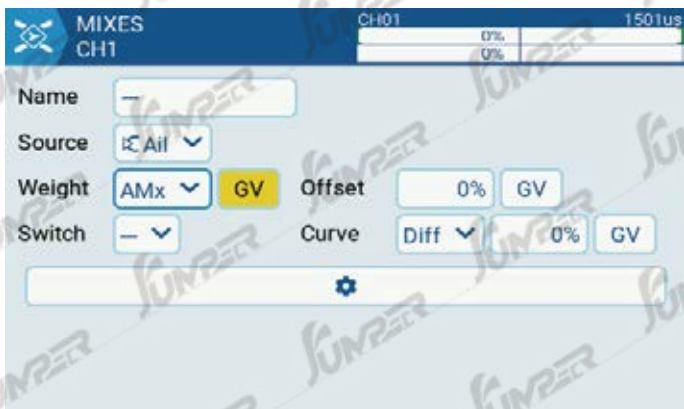 MIXES
CH1
CH01 1501us
0%
0%
Name —
Source Ail
Weight AMx GV Offset 0% GV
Switch — Curve Diff 0% GV
JUMPER